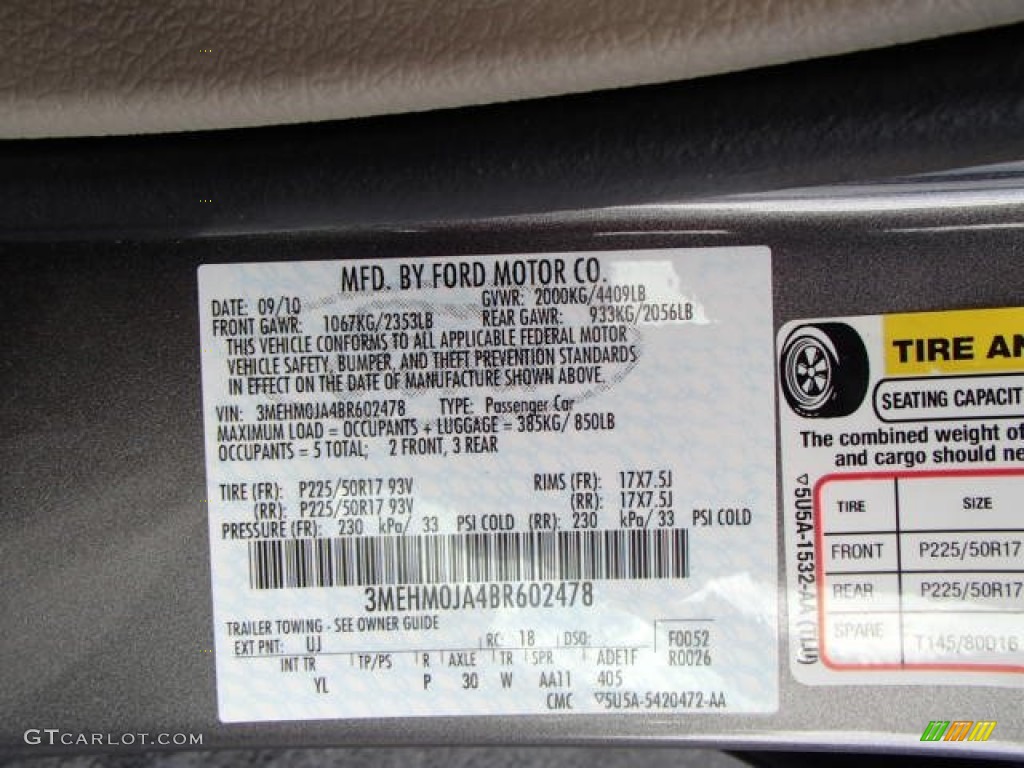 MFD. BY FORD MOTOR CO.
DATE: 09/10 GVWR: 2000KG/4409LB
FRONT GAWR: 1067KG/2353LB REAR GAWR: 933KG/2056LB
THIS VEHICLE CONFORMS TO ALL APPLICABLE FEDERAL MOTOR
VEHICLE SAFETY, BUMPER, AND THEFT PREVENTION STANDARDS
IN EFFECT ON THE DATE OF MANUFACTURE SHOWN ABOVE.
VIN: 3MEHM0JA4BR602478 TYPE: Passenger Car
MAXIMUM LOAD = OCCUPANTS + LUGGAGE = 385KG/ 850LB
OCCUPANTS = 5 TOTAL; 2 FRONT, 3 REAR
TIRE (FR): P225/50R17 93V RIMS (FR): 17X7.5J
(RR): P225/50R17 93V (RR): 17X7.5J
PRESSURE (FR): 230 kPa/ 33 PSI COLD (RR): 230 kPa/ 33 PSI COLD
3MEHM0JA4BR602478
TRAILER TOWING - SEE OWNER GUIDE
EXT PNT: UJ RC: 18 DSO: F0052
INT TR TP/PS R AXLE TR SPR ADE1F R0026
YL P 30 W AA11 405
CMC ▽5U5A-5420472-AA
TIRE AN
SEATING CAPACIT
The combined weight of
and cargo should ne
▽5U5A-1532-AA (TLU)
TIRE SIZE
FRONT P225/50R17
REAR P225/50R17
SPARE T145/80D16
GTCARLOT.COM